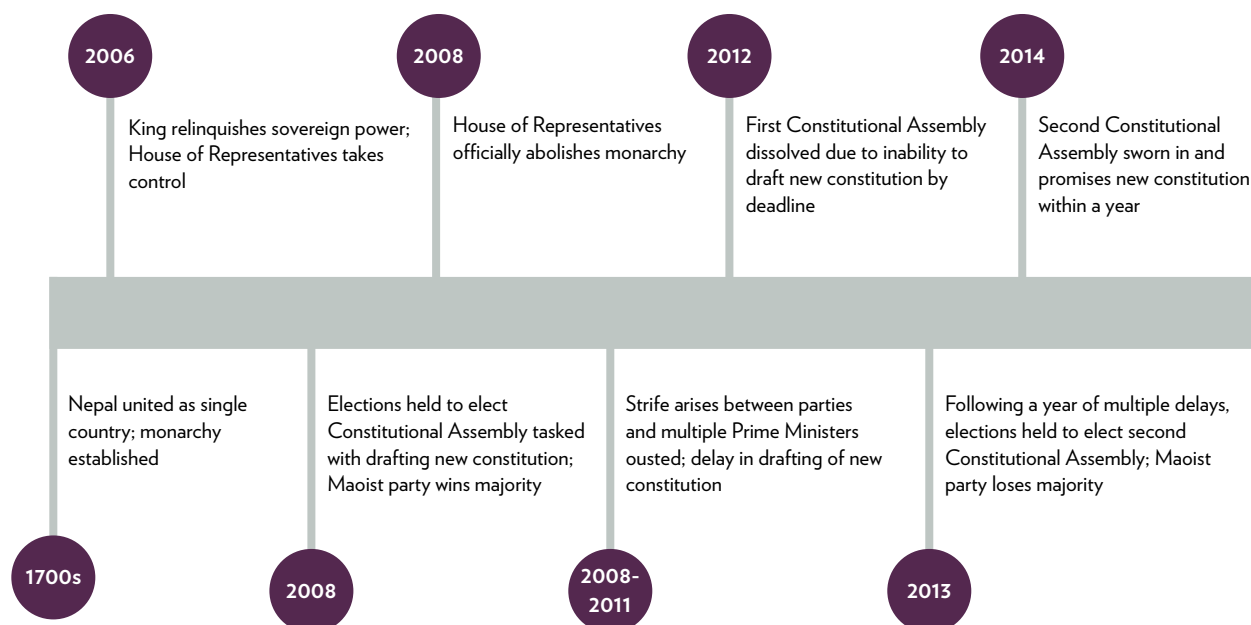 2006
2008
2012
2014
King relinquishes sovereign power;
House of Representatives takes
control
House of Representatives
officially abolishes monarchy
First Constitutional Assembly
dissolved due to inability to
draft new constitution by
deadline
Second Constitutional
Assembly sworn in and
promises new constitution
within a year
Nepal united as single
country; monarchy
established
Elections held to elect
Constitutional Assembly tasked
with drafting new constitution;
Maoist party wins majority
Strife arises between parties
and multiple Prime Ministers
ousted; delay in drafting of new
constitution
Following a year of multiple delays,
elections held to elect second
Constitutional Assembly; Maoist
party loses majority
1700s
2008
2008-
2011
2013